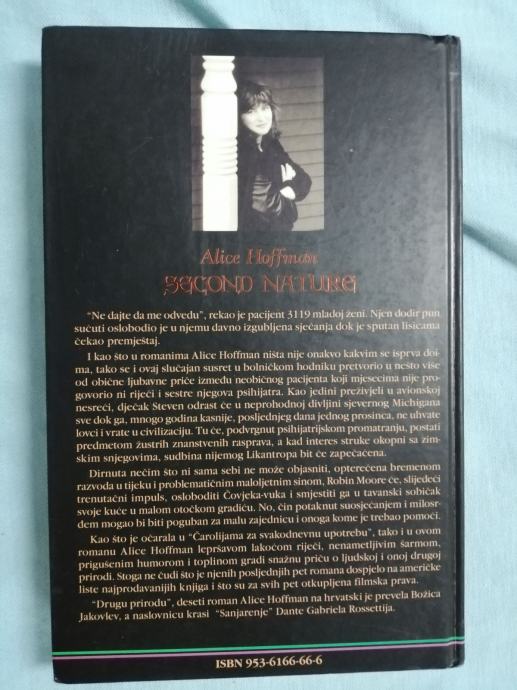 Alice Hoffman
SECOND NATURE
"Ne dajte da me odvedu", rekao je pacijent 3119 mladoj ženi. Njen dodir pun
sućuti oslobodio je u njemu davno izgubljena sjećanja dok je sputan lisicama
čekao premještaj.
I kao što u romanima Alice Hoffman ništa nije onakvo kakvim se isprva doi-
ma, tako se i ovaj slučajan susret u bolničkom hodniku pretvorio u nešto više
od obične ljubavne priče između neobičnog pacijenta koji mjesecima nije pro-
govorio ni riječi i sestre njegova psihijatra. Kao jedini preživjeli u avionskoj
nesreći, dječak Steven odrast će u neprohodnoj divljini sjevernog Michigana
sve dok ga, mnogo godina kasnije, posljednjeg dana jednog prosinca, ne uhvate
lovci i vrate u civilizaciju. Tu će, podvrgnut psihijatrijskom promatranju, postati
predmetom žustrih znanstvenih rasprava, a kad interes struke okopni sa zim-
skim snjegovima, sudbina nijemog Likantropa bit će zapečaćena.
Dirnuta nečim što ni sama sebi ne može objasniti, opterećena bremenom
razvoda u tijeku i problematičnim maloljetnim sinom, Robin Moore će, slijedeći
trenutačni impuls, osloboditi Čovjeka-vuka i smjestiti ga u tavanski sobičak
svoje kuće u malom otočkom gradiću. No, čin potaknut suosjećanjem i milosr-
đem mogao bi biti poguban za malu zajednicu i onoga kome je trebao pomoći.
Kao što je očarala u "Čarolijama za svakodnevnu upotrebu", tako i u ovom
romanu Alice Hoffman lepršavom lakoćom riječi, nenametljivim šarmom,
prigušenim humorom i toplinom gradi snažnu priču o ljudskoj i onoj drugoj
prirodi. Stoga ne čudi što je njenih posljednjih pet romana dospjelo na američke
liste najprodavanijih knjiga i što su za svih pet otkupljena filmska prava.
"Drugu prirodu", deseti roman Alice Hoffman na hrvatski je prevela Božica
Jakovlev, a naslovnicu krasi "Sanjarenje" Dante Gabriela Rossettija.
ISBN 953-6166-66-6